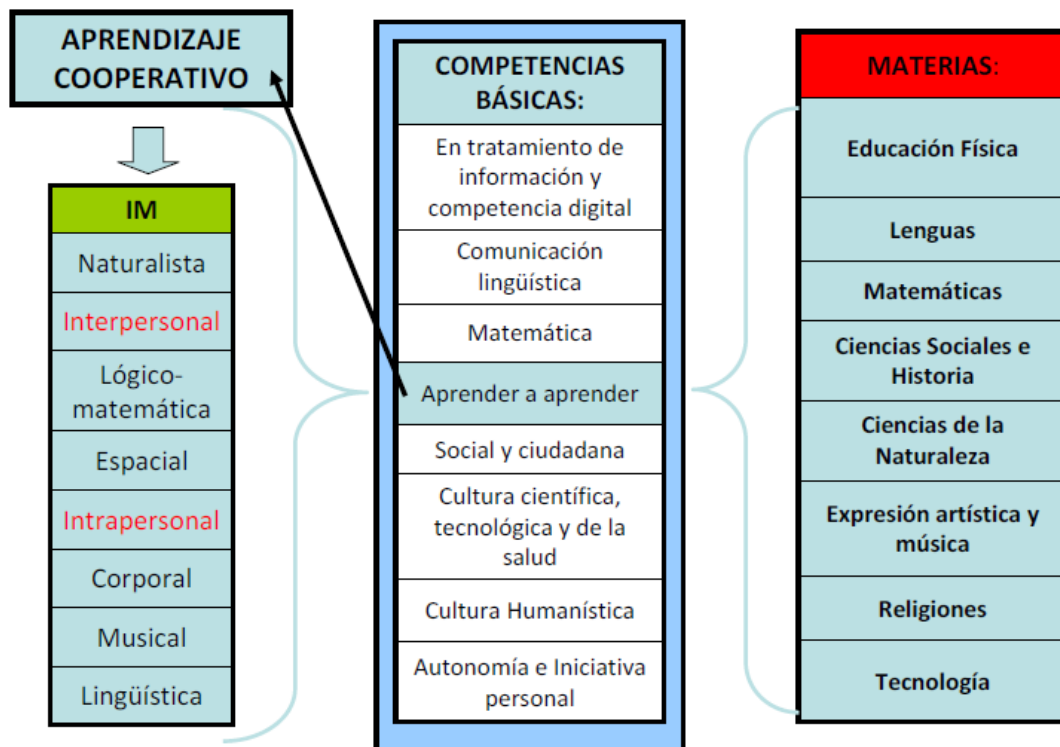 APRENDIZAJE
COOPERATIVO
IM
Naturalista
Interpersonal
Lógico-
matemática
Espacial
Intrapersonal
Corporal
Musical
Lingüística
COMPETENCIAS
BÁSICAS:
En tratamiento de
información y
competencia digital
Comunicación
lingüística
Matemática
Aprender a aprender
Social y ciudadana
Cultura científica,
tecnológica y de la
salud
Cultura Humanística
Autonomía e Iniciativa
personal
MATERIAS:
Educación Física
Lenguas
Matemáticas
Ciencias Sociales e
Historia
Ciencias de la
Naturaleza
Expresión artística y
música
Religiones
Tecnología